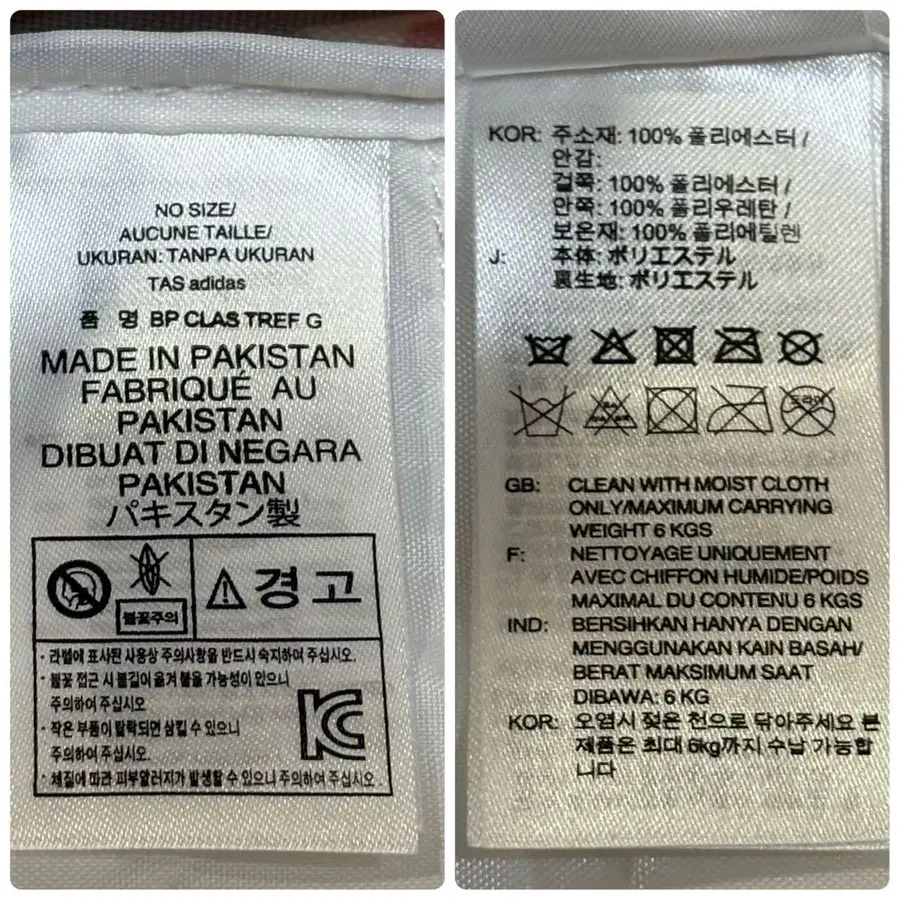 NO SIZE/
AUCUNE TAILLE/
UKURAN: TANPA UKURAN
TAS adidas
품 명 BP CLAS TREF G
MADE IN PAKISTAN
FABRIQUÉ AU
PAKISTAN
DIBUAT DI NEGARA
PAKISTAN
パキスタン製
불꽃주의
경고
· 라벨에 표시된 사용상 주의사항을 반드시 숙지하여 주십시오.
· 불꽃 접근 시 불길이 옮겨 붙을 가능성이 있으니
주의하여 주십시오
· 작은 부품이 탈락되면 삼킬 수 있으니
주의하여 주십시오.
· 체질에 따라 피부알러지가 발생할 수 있으니 주의하여 주십시오
KC
KOR: 주소재: 100% 폴리에스터 /
안감:
겉쪽: 100% 폴리에스터 /
안쪽: 100% 폴리우레탄 /
보온재: 100% 폴리에틸렌
J: 本体: ポリエステル
裏生地: ポリエステル
드라이
GB: CLEAN WITH MOIST CLOTH
ONLY/MAXIMUM CARRYING
WEIGHT 6 KGS
F: NETTOYAGE UNIQUEMENT
AVEC CHIFFON HUMIDE/POIDS
MAXIMAL DU CONTENU 6 KGS
IND: BERSIHKAN HANYA DENGAN
MENGGUNAKAN KAIN BASAH/
BERAT MAKSIMUM SAAT
DIBAWA: 6 KG
KOR: 오염시 젖은 천으로 닦아주세요 본
제품은 최대 6kg까지 수납 가능합
니다